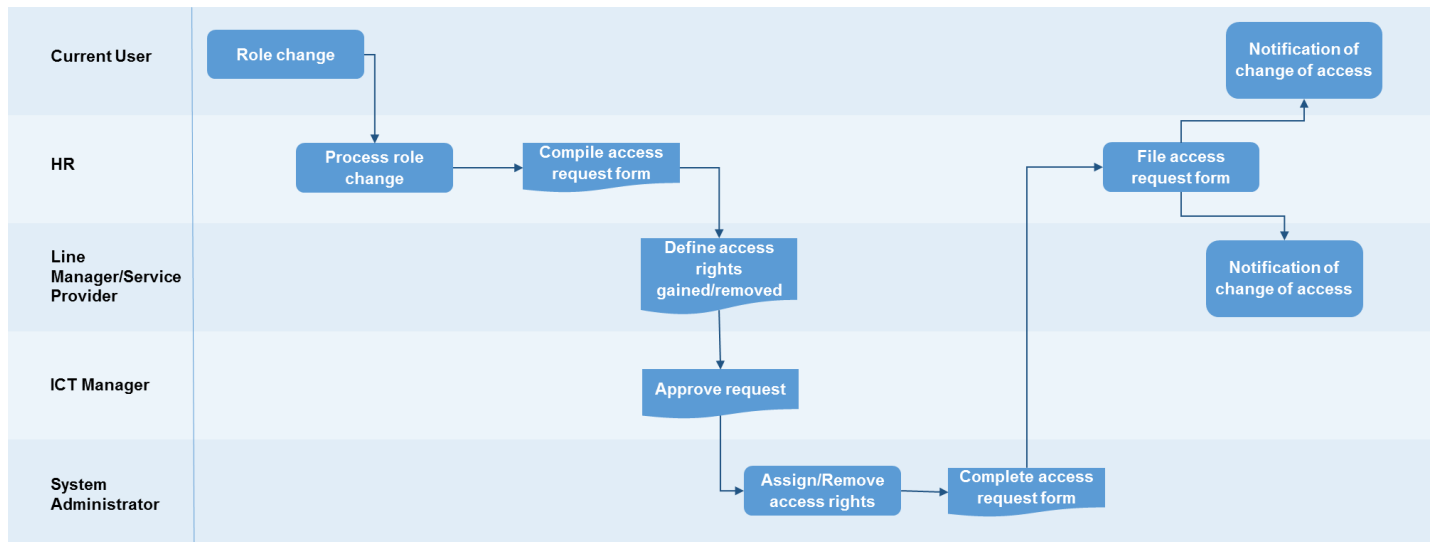 Current User
Role change
Notification of
change of access
HR
Process role
change
Compile access
request form
File access
request form
Line
Manager/Service
Provider
Define access
rights
gained/removed
Notification of
change of access
ICT Manager
Approve request
System
Administrator
Assign/Remove
access rights
Complete access
request form